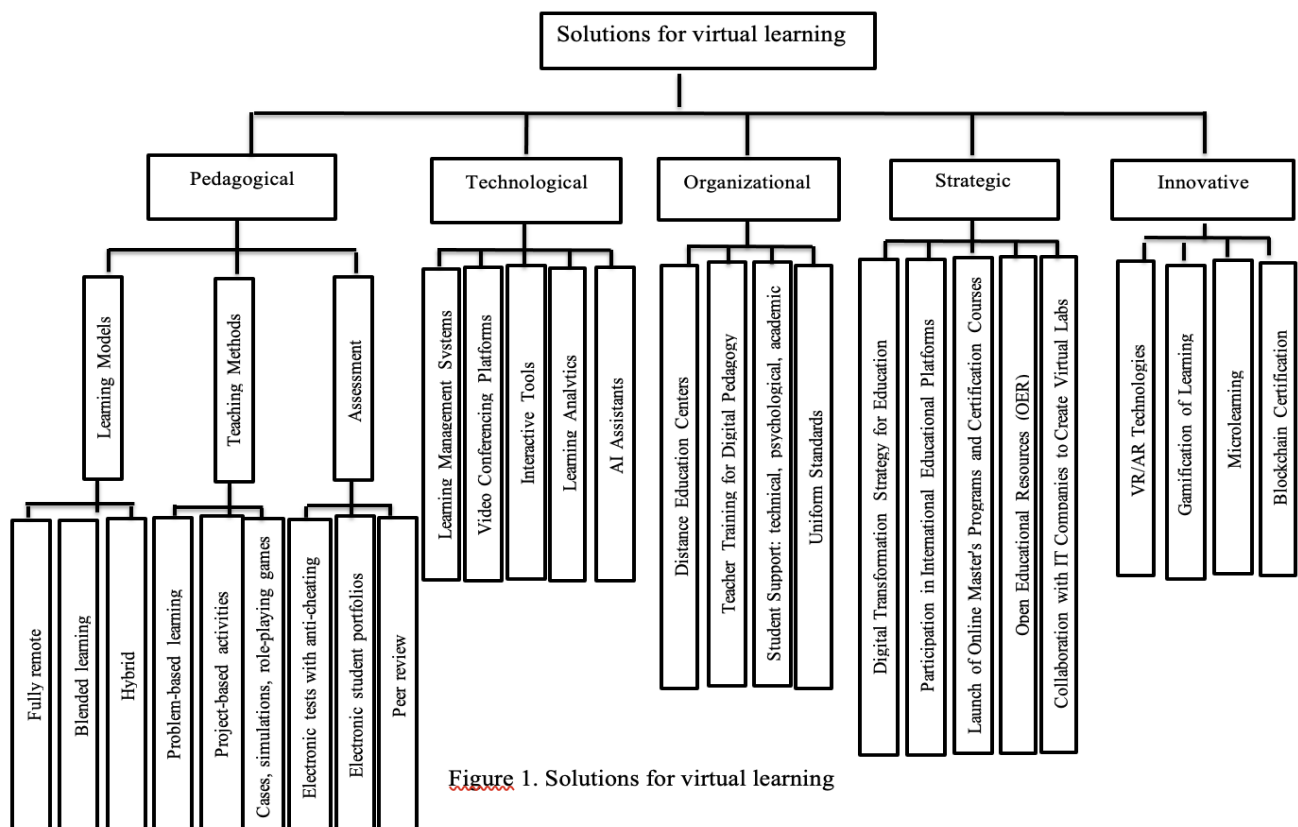 Solutions for virtual learning
Pedagogical
Technological
Organizational
Strategic
Innovative
Learning Models
Teaching Methods
Assessment
Fully remote
Blended learning
Hybrid
Problem-based learning
Project-based activities
Cases, simulations, role-playing games
Electronic tests with anti-cheating
Electronic student portfolios
Peer review
Learning Management Systems
Video Conferencing Platforms
Interactive Tools
Learning Analytics
AI Assistants
Distance Education Centers
Teacher Training for Digital Pedagogy
Student Support: technical, psychological, academic
Uniform Standards
Digital Transformation Strategy for Education
Participation in International Educational Platforms
Launch of Online Master's Programs and Certification Courses
Open Educational Resources (OER)
Collaboration with IT Companies to Create Virtual Labs
VR/AR Technologies
Gamification of Learning
Microlearning
Blockchain Certification
Figure 1. Solutions for virtual learning